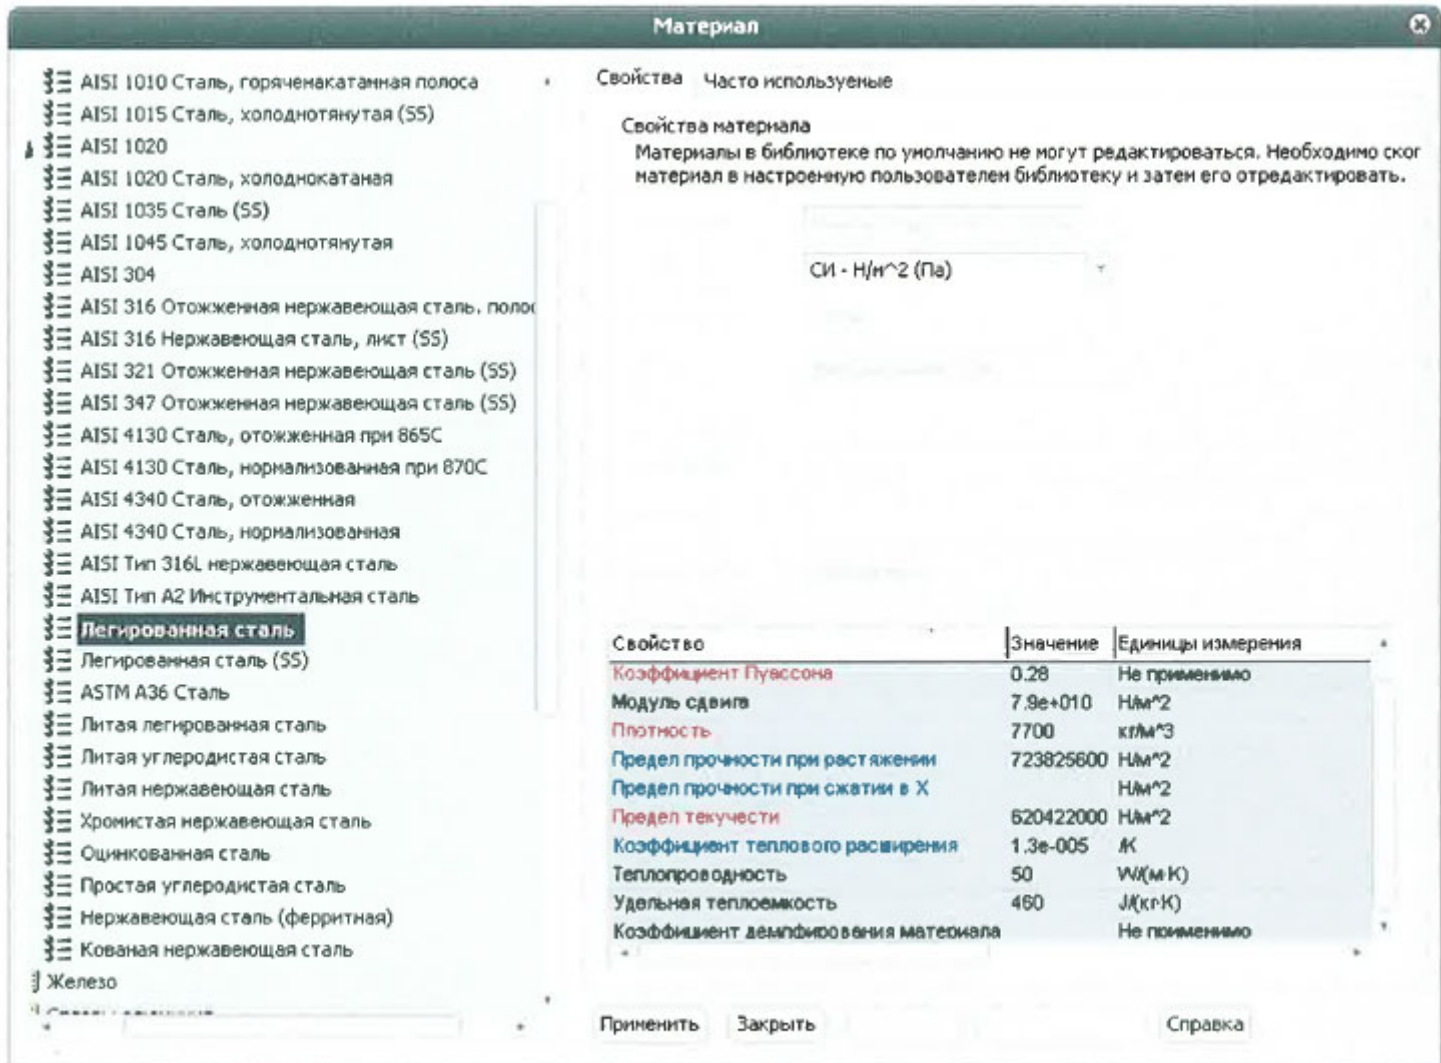 Материал
AISI 1010 Сталь, горяченакатанная полоса
AISI 1015 Сталь, холоднотянутая (SS)
AISI 1020
AISI 1020 Сталь, холоднокатаная
AISI 1035 Сталь (SS)
AISI 1045 Сталь, холоднотянутая
AISI 304
AISI 316 Отожженная нержавеющая сталь. полос
AISI 316 Нержавеющая сталь, лист (SS)
AISI 321 Отожженная нержавеющая сталь (SS)
AISI 347 Отожженная нержавеющая сталь (SS)
AISI 4130 Сталь, отожженная при 865C
AISI 4130 Сталь, нормализованная при 870C
AISI 4340 Сталь, отожженная
AISI 4340 Сталь, нормализованная
AISI Тип 316L нержавеющая сталь
AISI Тип A2 Инструментальная сталь
Легированная сталь
Легированная сталь (SS)
ASTM A36 Сталь
Литая легированная сталь
Литая углеродистая сталь
Литая нержавеющая сталь
Хромистая нержавеющая сталь
Оцинкованная сталь
Простая углеродистая сталь
Нержавеющая сталь (ферритная)
Кованая нержавеющая сталь
Железо
Свойства Часто используемые
Свойства материала
Материалы в библиотеке по умолчанию не могут редактироваться. Необходимо ског
материал в настроенную пользователем библиотеку и затем его отредактировать.
СИ - Н/м^2 (Па)
Свойство Значение Единицы измерения
Коэффициент Пуассона 0.28 Не применимо
Модуль сдвига 7.9e+010 Н/м^2
Плотность 7700 кг/м^3
Предел прочности при растяжении 723825600 Н/м^2
Предел прочности при сжатии в X Н/м^2
Предел текучести 620422000 Н/м^2
Коэффициент теплового расширения 1.3e-005 /K
Теплопроводность 50 W/(м·K)
Удельная теплоемкость 460 J/(кг·K)
Коэффициент демпфирования материала Не применимо
Применить Закрыть Справка